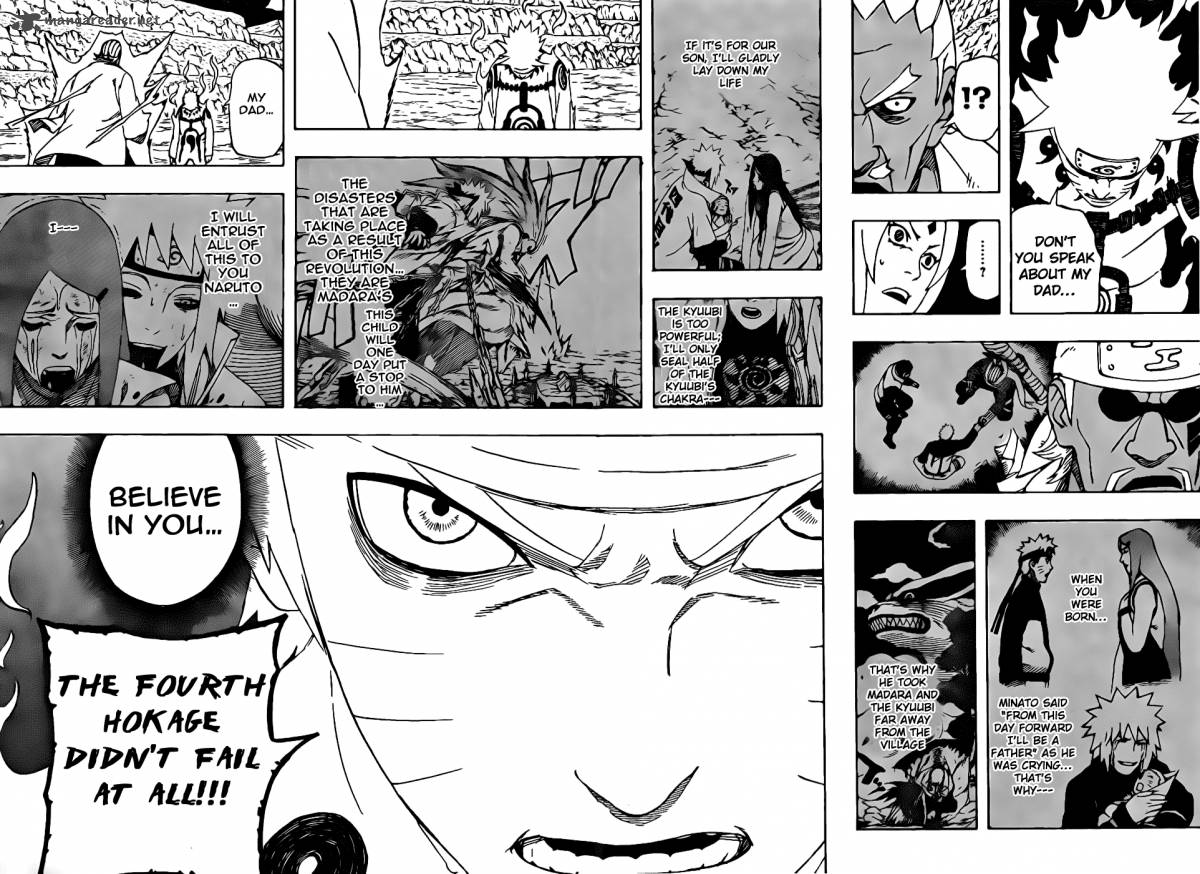 mangareader.net
DON'T
YOU SPEAK
ABOUT MY
DAD...
!?
........?
WHEN
YOU
WERE
BORN...
MINATO SAID
"FROM THIS
DAY FORWARD
I'LL BE A
FATHER" AS HE
WAS CRYING...
THAT'S
WHY---
THAT'S WHY
HE TOOK
MADARA AND
THE KYUUBI
FAR AWAY
FROM THE
VILLAGE
IF IT'S FOR OUR
SON, I'LL GLADLY
LAY DOWN MY
LIFE
THE KYUUBI
IS TOO
POWERFUL;
I'LL ONLY
SEAL HALF
OF THE
KYUUBI'S
CHAKRA---
MY
DAD...
THE
DISASTERS
THAT ARE
TAKING PLACE
AS A RESULT
OF THIS
REVOLUTION...
THEY ARE
MADARA'S
THIS
CHILD
WILL
ONE
DAY PUT
A STOP
TO HIM
...
I WILL
ENTRUST
ALL OF
THIS TO
YOU
NARUTO
...
I---
BELIEVE
IN YOU...
THE FOURTH
HOKAGE
DIDN'T FAIL
AT ALL!!!